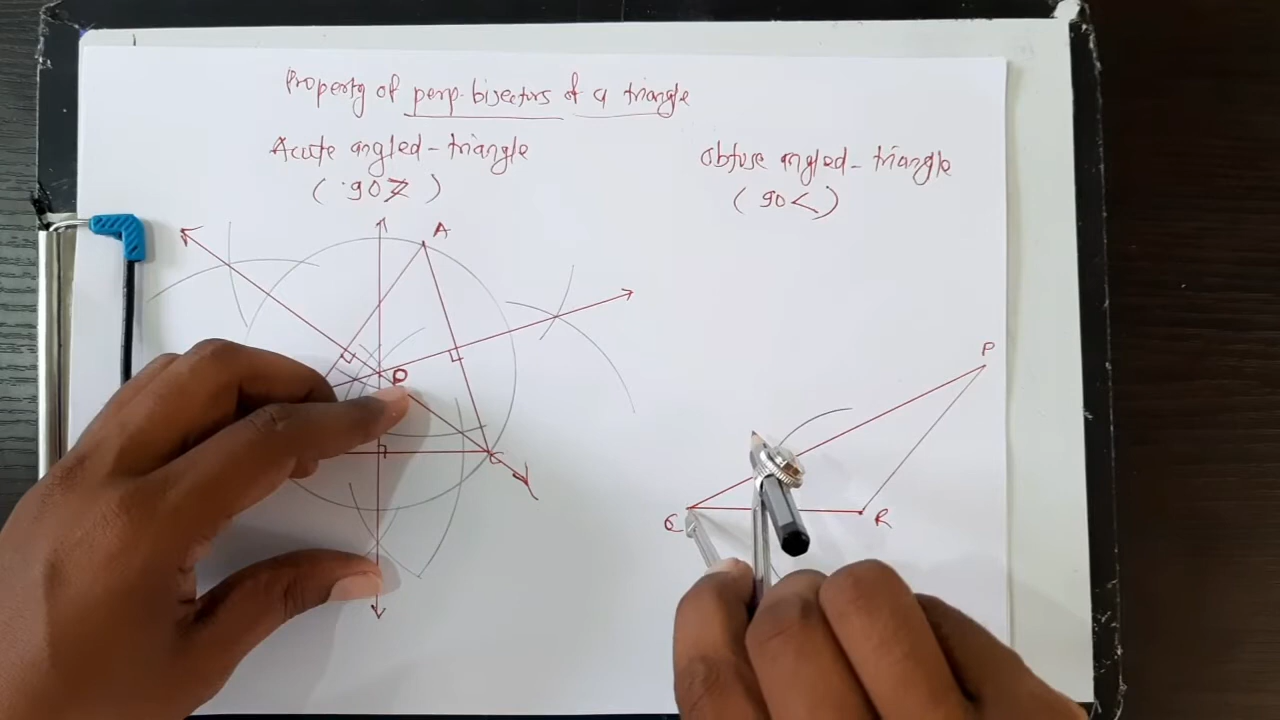 Property of perp. bisectors of a triangle
Acute angled-triangle
(90>)
Obtuse angled-triangle
(90<)
A
P
P
C
Q
R